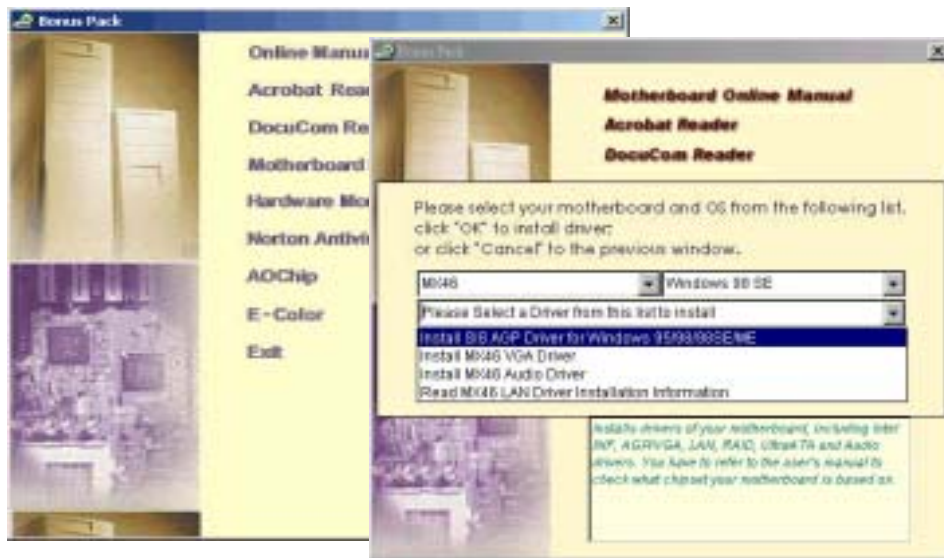 Bonus Pack
Online Manu
Acrobat Rea
DocuCom Re
Motherboard
Hardware Mo
Norton Antivi
AOChip
E-Color
Exit
Bonus Pack
Motherboard Online Manual
Acrobat Reader
DocuCom Reader
Please select your motherboard and OS from the following list,
click "OK" to install driver;
or click "Cancel" to the previous window.
MX46 Windows 98 SE
Please Select a Driver from this list to install
Install SiS AGP Driver for Windows 95/98/98SE/ME
Install MX46 VGA Driver
Install MX46 Audio Driver
Read MX46 LAN Driver Installation Information
Installs drivers of your motherboard, including Intel
INF, AGP/VGA, LAN, RAID, UltraATA and Audio
drivers. You have to refer to the user's manual to
check what chipset your motherboard is based on.